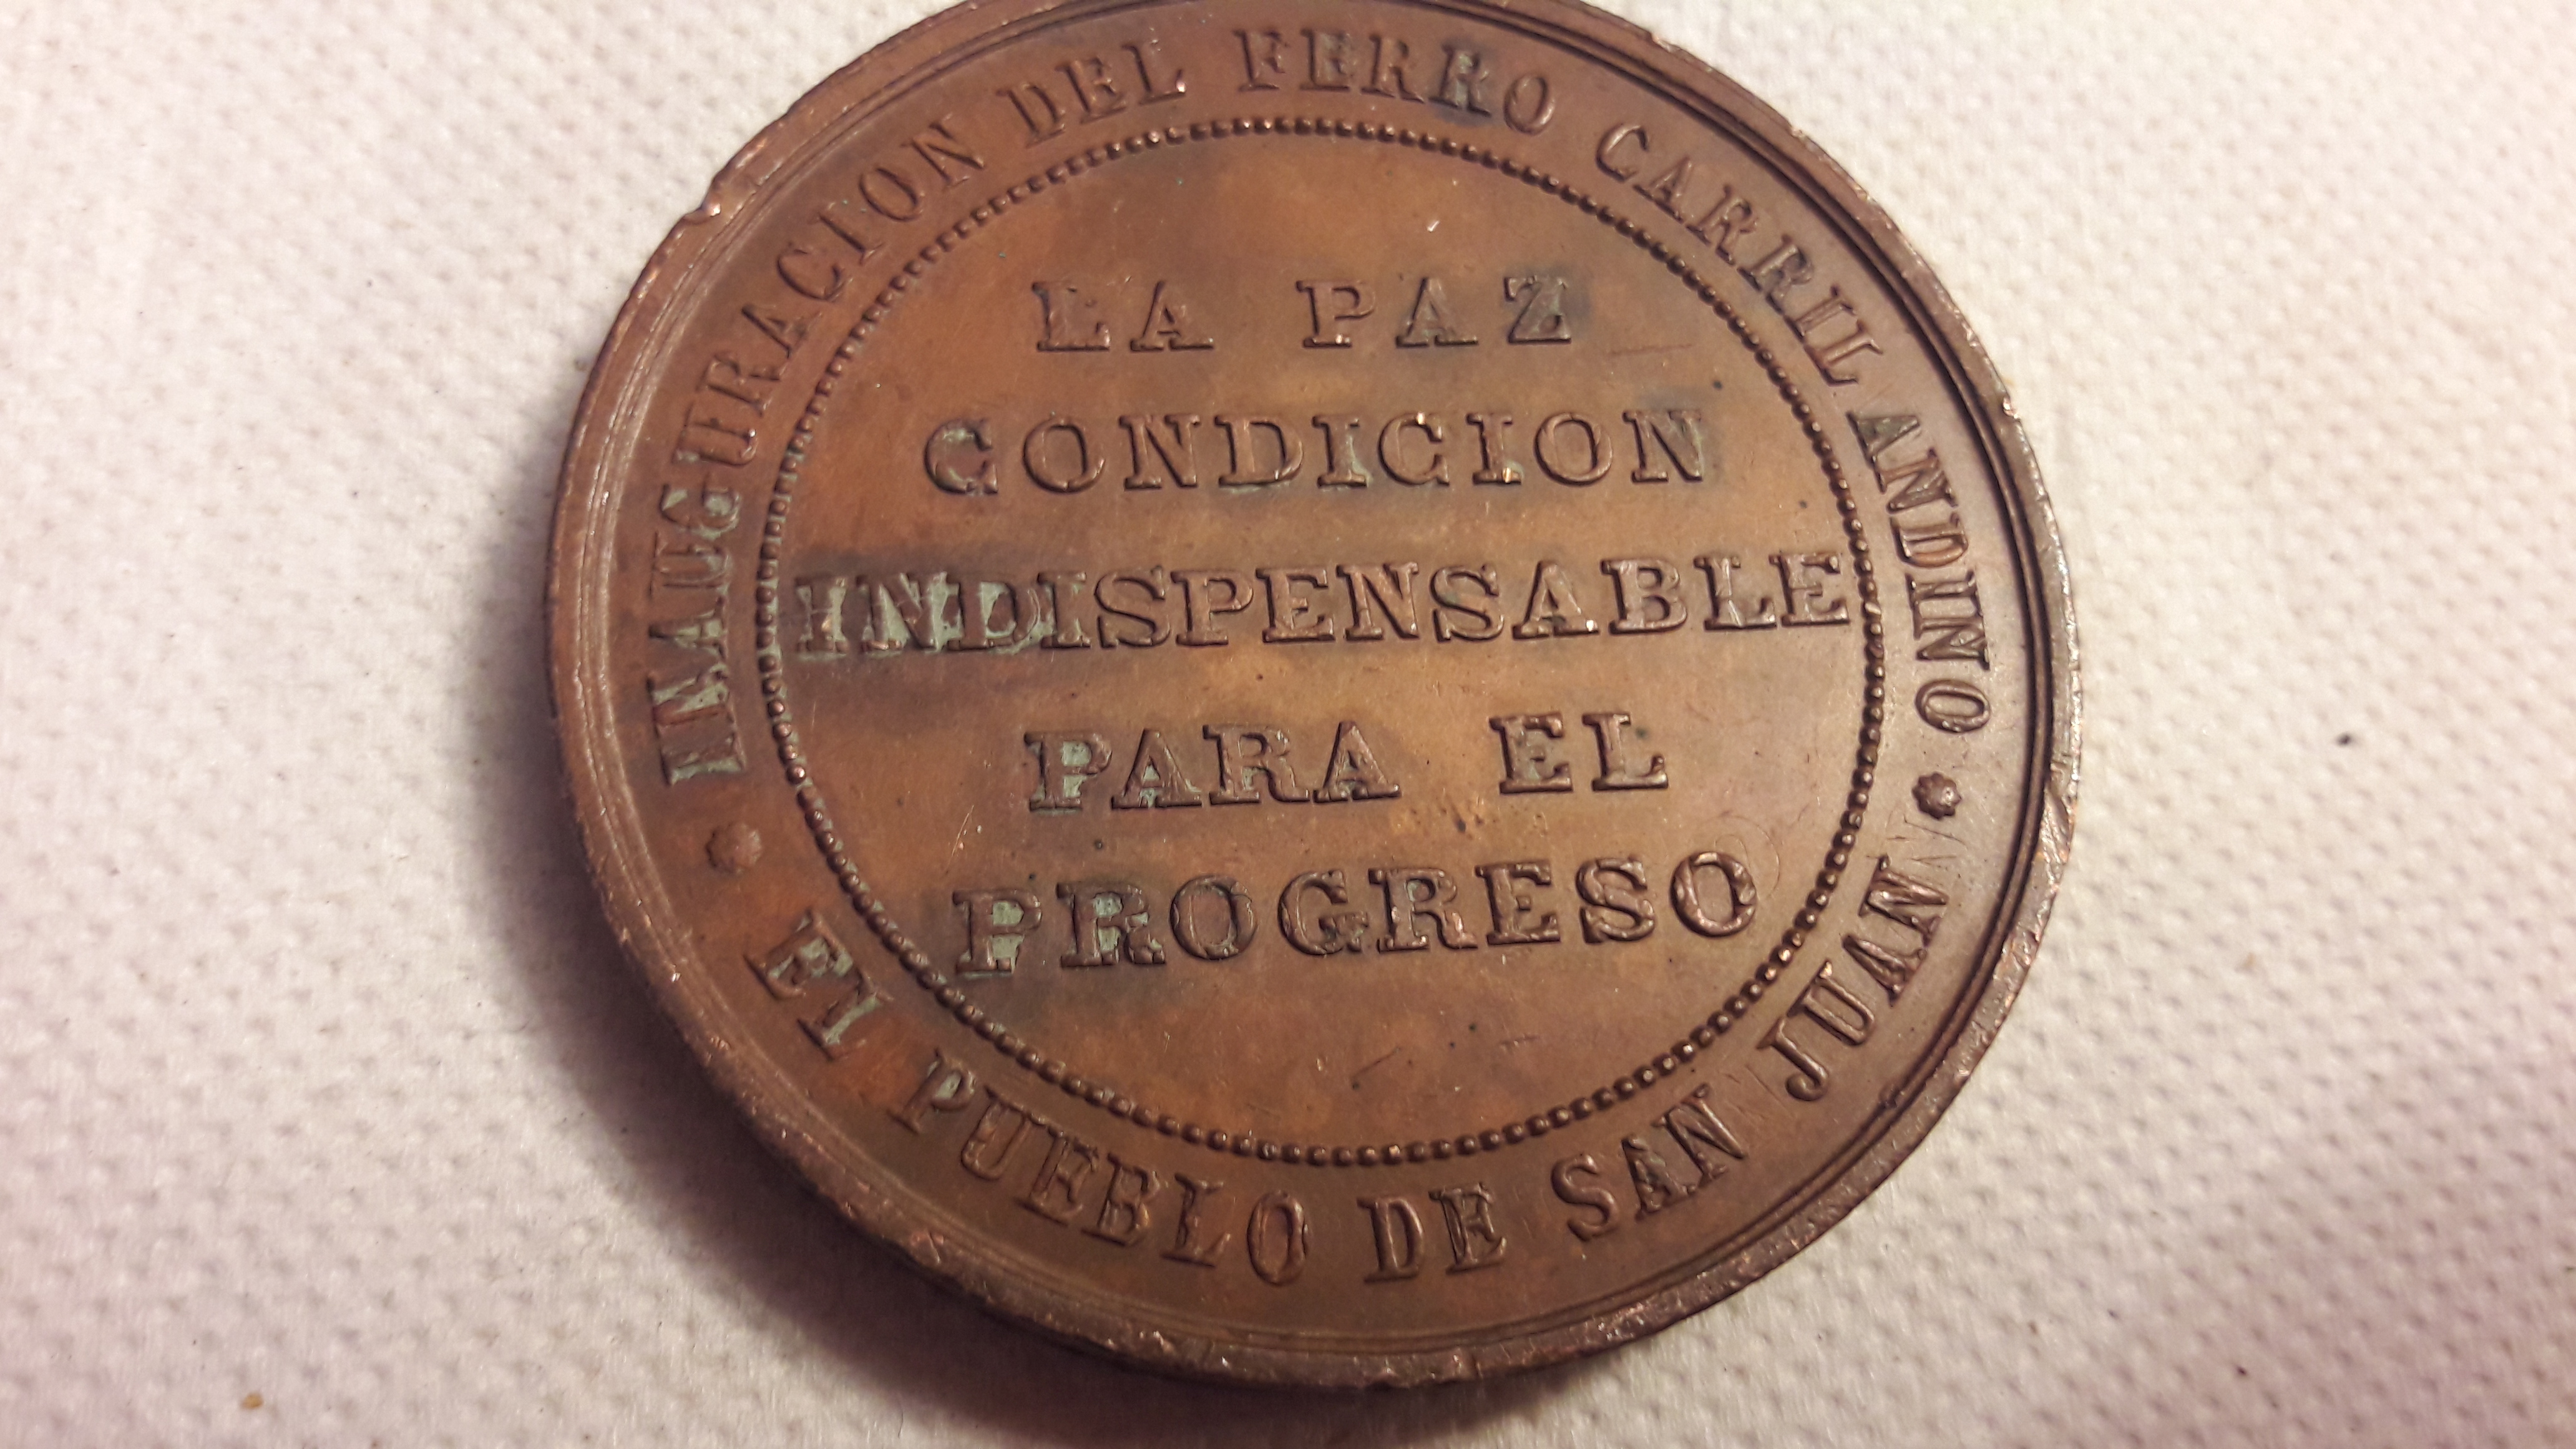 INAUGURACION DEL FERRO CARRIL ANDINO
LA PAZ
CONDICION
INDISPENSABLE
PARA EL
PROGRESO
EL PUEBLO DE SAN JUAN